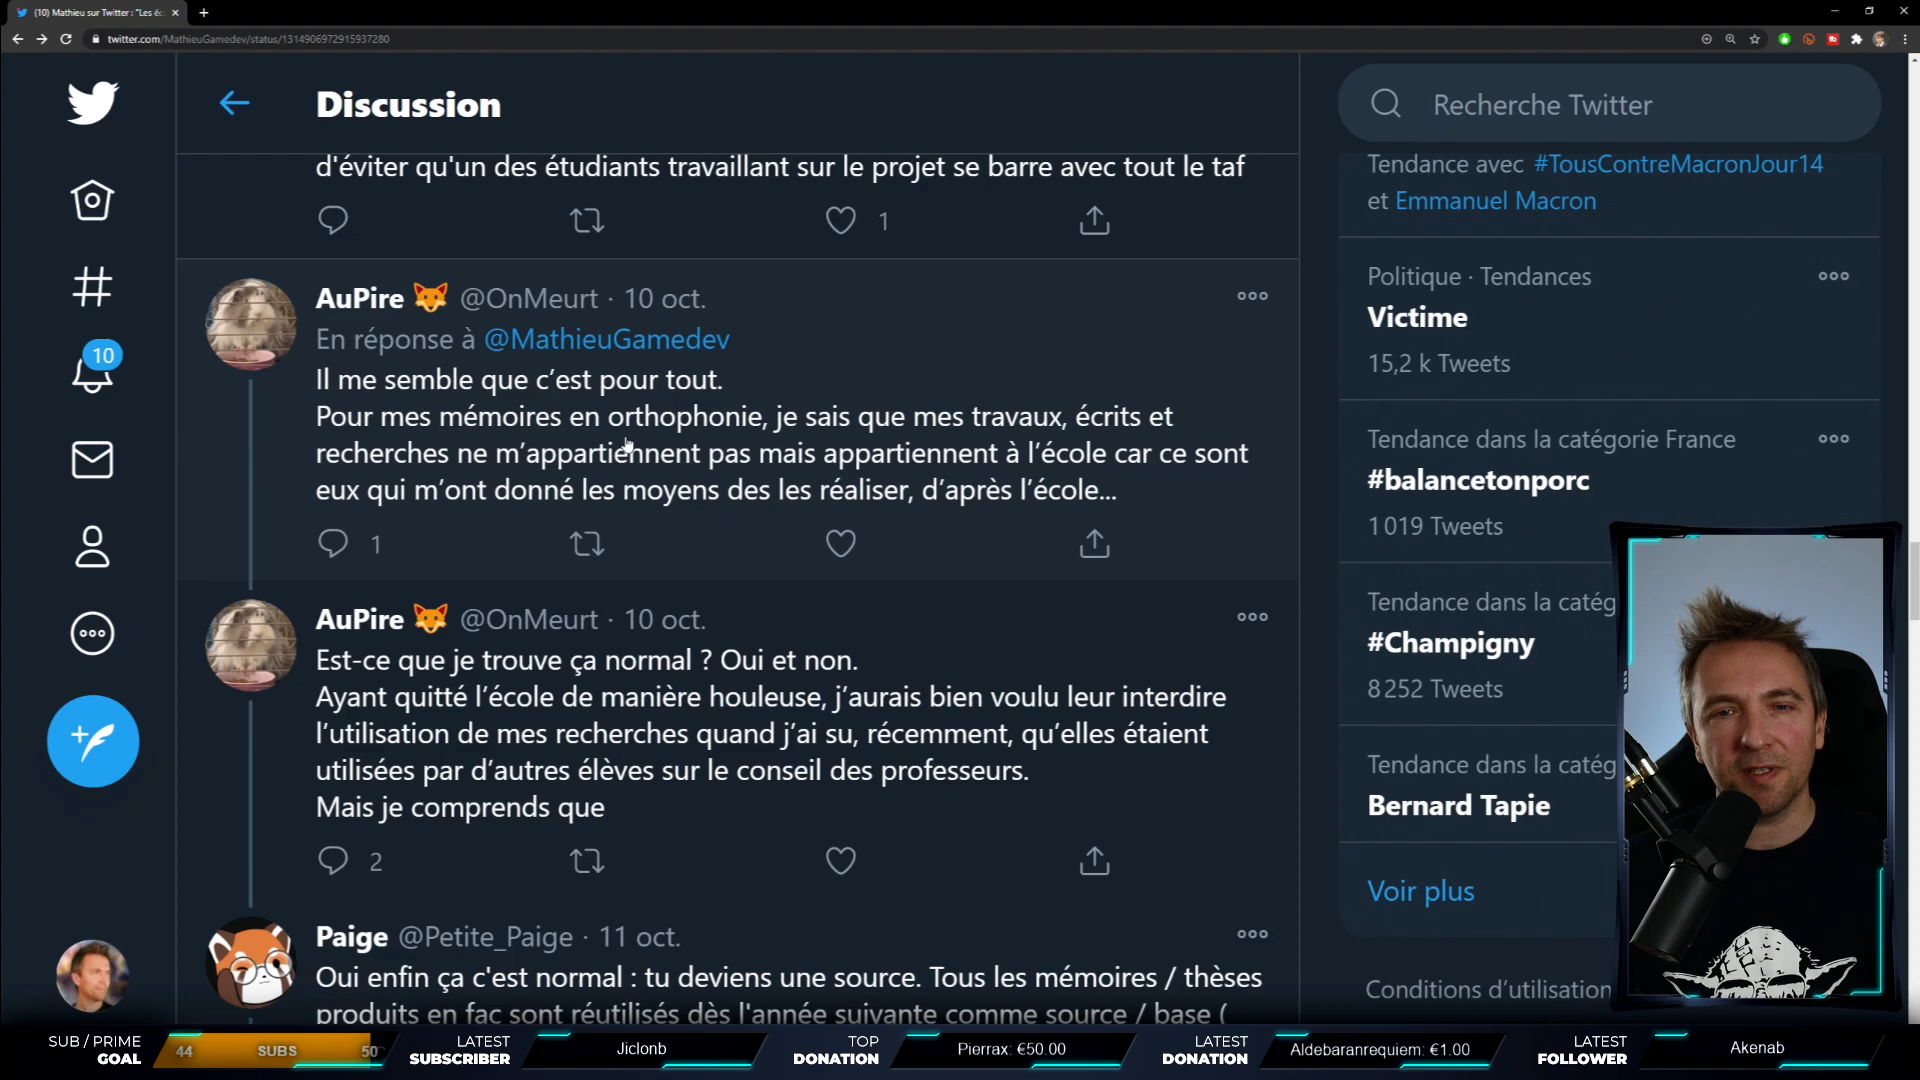 (10) Mathieu sur Twitter : "Les éc
twitter.com/MathieuGamedev/status/1314906972915937280
Discussion
Recherche Twitter
d'éviter qu'un des étudiants travaillant sur le projet se barre avec tout le taf
1
AuPire 🦊 @OnMeurt · 10 oct.
En réponse à @MathieuGamedev
Il me semble que c’est pour tout.
Pour mes mémoires en orthophonie, je sais que mes travaux, écrits et
recherches ne m’appartiennent pas mais appartiennent à l’école car ce sont
eux qui m’ont donné les moyens des les réaliser, d’après l’école...
1
AuPire 🦊 @OnMeurt · 10 oct.
Est-ce que je trouve ça normal ? Oui et non.
Ayant quitté l’école de manière houleuse, j’aurais bien voulu leur interdire
l’utilisation de mes recherches quand j’ai su, récemment, qu’elles étaient
utilisées par d’autres élèves sur le conseil des professeurs.
Mais je comprends que
2
Paige @Petite_Paige · 11 oct.
Oui enfin ça c'est normal : tu deviens une source. Tous les mémoires / thèses
produits en fac sont réutilisés dès l'année suivante comme source / base (
10
Tendance avec #TousContreMacronJour14
et Emmanuel Macron
Politique · Tendances
Victime
15,2 k Tweets
Tendance dans la catégorie France
#balancetonporc
1 019 Tweets
Tendance dans la catég
#Champigny
8 252 Tweets
Tendance dans la catég
Bernard Tapie
Voir plus
Conditions d’utilisation
SUB / PRIME
GOAL
44 SUBS 50
LATEST
SUBSCRIBER
Jiclonb
TOP
DONATION
Pierrax: €50.00
LATEST
DONATION
Aldebaranrequiem: €1.00
LATEST
FOLLOWER
Akenab